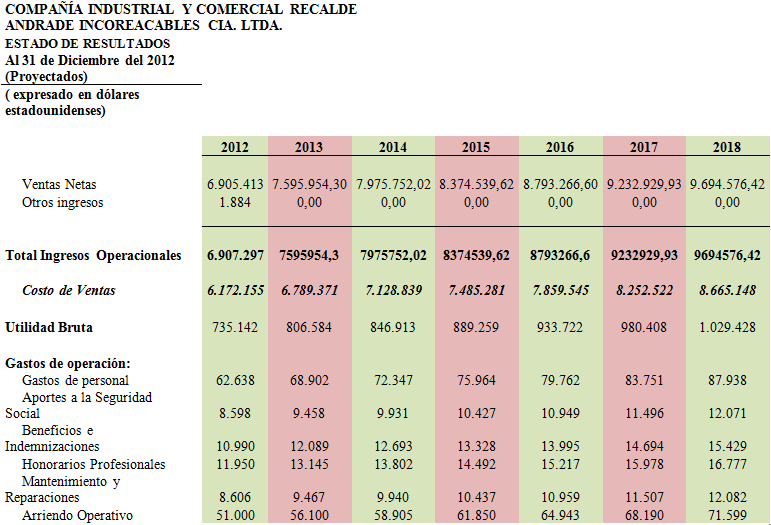 COMPAÑÍA INDUSTRIAL Y COMERCIAL RECALDE
ANDRADE INCOREACABLES CIA. LTDA.
ESTADO DE RESULTADOS
Al 31 de Diciembre del 2012
(Proyectados)
( expresado en dólares
estadounidenses)
2012 2013 2014 2015 2016 2017 2018
Ventas Netas 6.905.413 7.595.954,30 7.975.752,02 8.374.539,62 8.793.266,60 9.232.929,93 9.694.576,42
Otros ingresos 1.884 0,00 0,00 0,00 0,00 0,00 0,00
Total Ingresos Operacionales 6.907.297 7595954,3 7975752,02 8374539,62 8793266,6 9232929,93 9694576,42
Costo de Ventas 6.172.155 6.789.371 7.128.839 7.485.281 7.859.545 8.252.522 8.665.148
Utilidad Bruta 735.142 806.584 846.913 889.259 933.722 980.408 1.029.428
Gastos de operación:
Gastos de personal 62.638 68.902 72.347 75.964 79.762 83.751 87.938
Aportes a la Seguridad
Social 8.598 9.458 9.931 10.427 10.949 11.496 12.071
Beneficios e
Indemnizaciones 10.990 12.089 12.693 13.328 13.995 14.694 15.429
Honorarios Profesionales 11.950 13.145 13.802 14.492 15.217 15.978 16.777
Mantenimiento y
Reparaciones 8.606 9.467 9.940 10.437 10.959 11.507 12.082
Arriendo Operativo 51.000 56.100 58.905 61.850 64.943 68.190 71.599